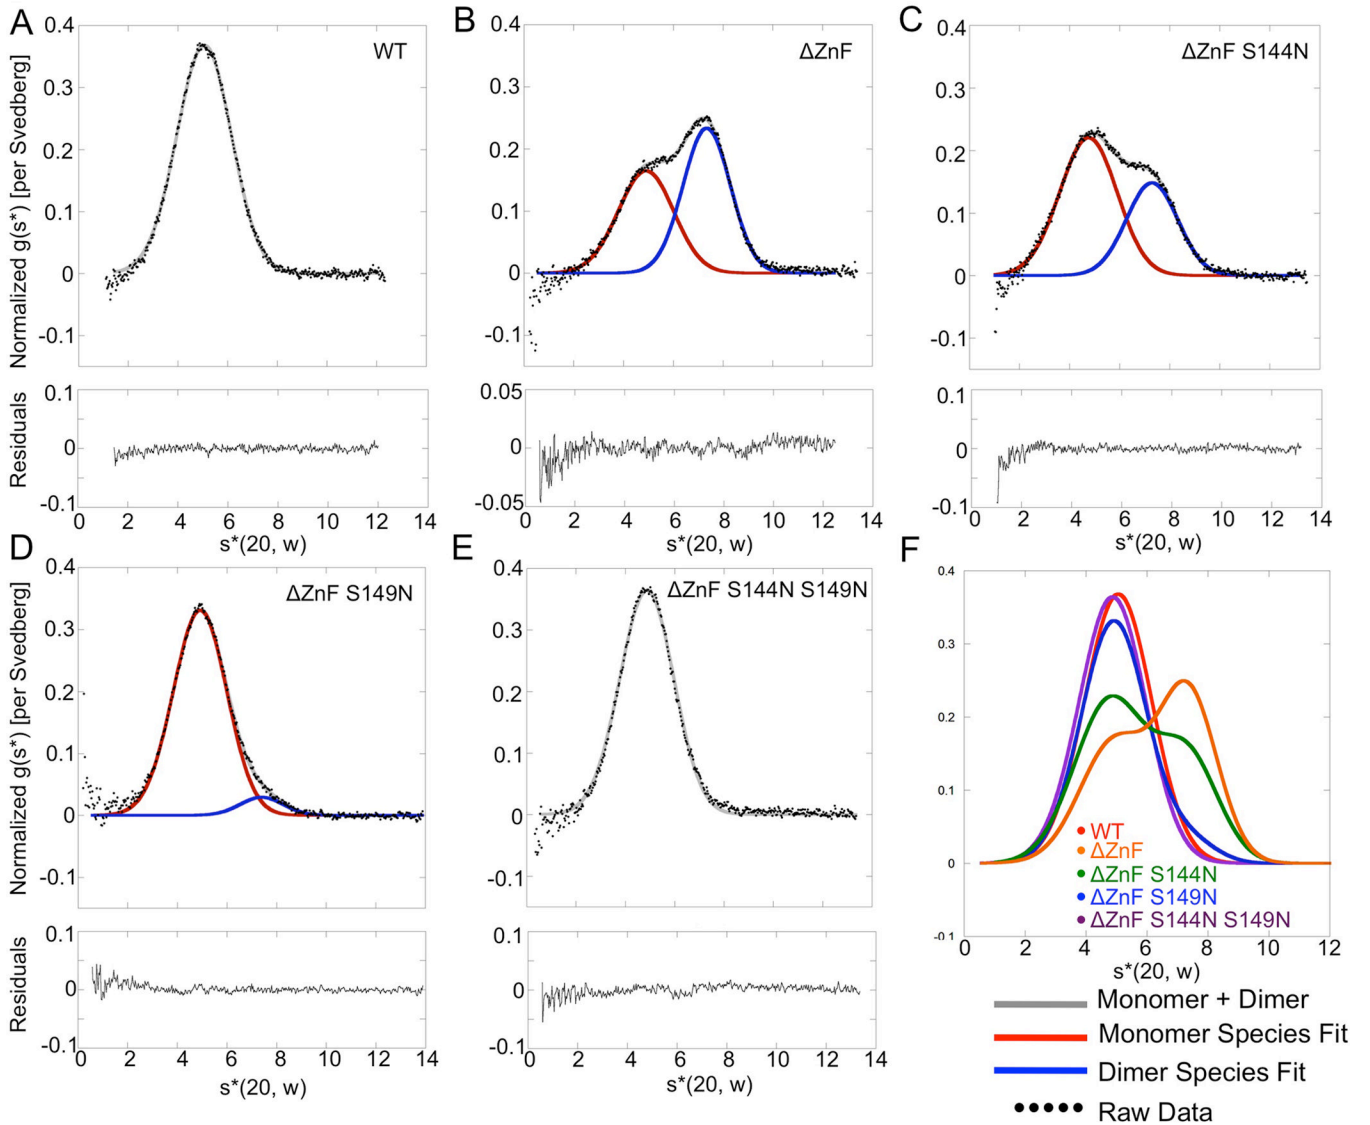 A
WT
Normalized g(s*) [per Svedberg]
0.4
0.3
0.2
0.1
0
-0.1
Residuals
0.1
0
-0.1
0 2 4 6 8 10 12 14
s*(20, w)
B
ΔZnF
0.4
0.3
0.2
0.1
0
-0.1
0.05
0
-0.05
0 2 4 6 8 10 12 14
s*(20, w)
C
ΔZnF S144N
0.4
0.3
0.2
0.1
0
-0.1
0.1
0
-0.1
0 2 4 6 8 10 12 14
s*(20, w)
D
ΔZnF S149N
Normalized g(s*) [per Svedberg]
0.4
0.3
0.2
0.1
0
-0.1
Residuals
0.1
0
-0.1
0 2 4 6 8 10 12 14
s*(20, w)
E
ΔZnF S144N S149N
0.4
0.3
0.2
0.1
0
-0.1
0.1
0
-0.1
0 2 4 6 8 10 12 14
s*(20, w)
F
0.4
0.3
0.2
0.1
0
-0.1
WT
ΔZnF
ΔZnF S144N
ΔZnF S149N
ΔZnF S144N S149N
0 2 4 6 8 10 12
s*(20, w)
Monomer + Dimer
Monomer Species Fit
Dimer Species Fit
Raw Data